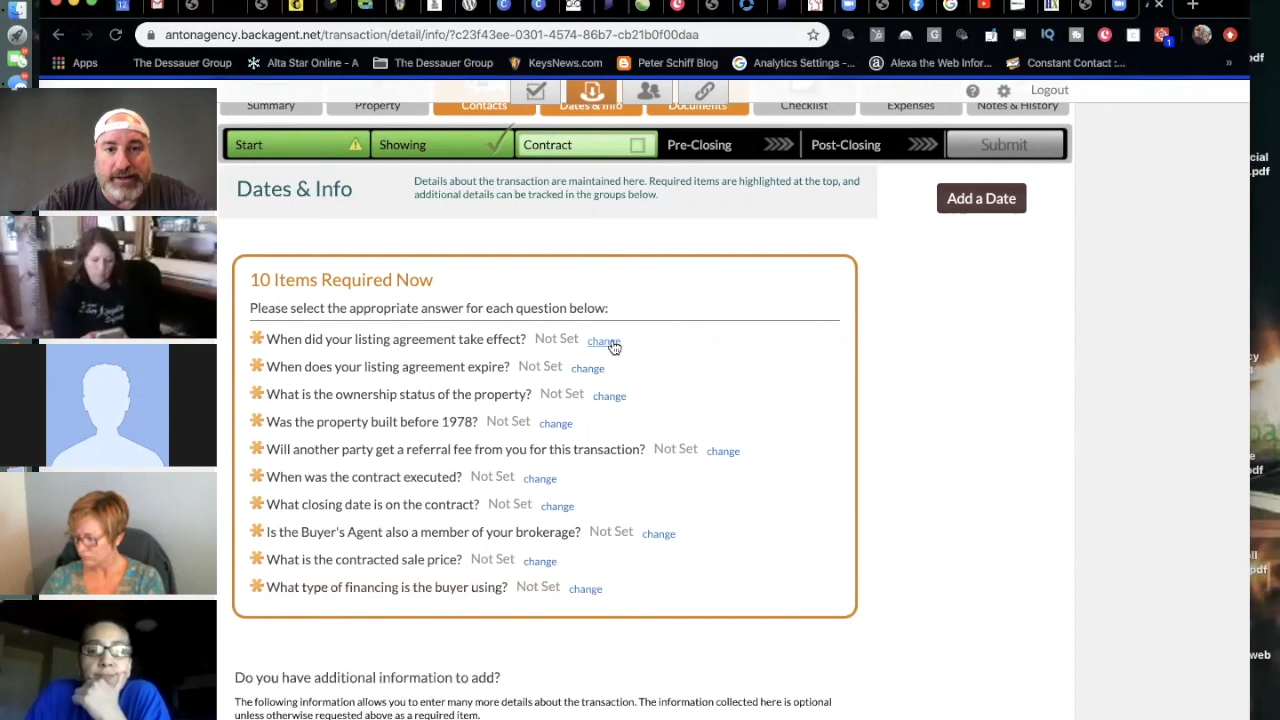 antonagency.backagent.net/transaction/detail/info/?c23f43ee-0301-4574-86b7-cb21b0f00daa
Apps The Dessauer Group Alta Star Online - A The Dessauer Group KeysNews.com Peter Schiff Blog Analytics Settings -... Alexa the Web Infor... Constant Contact :... »
Logout
Summary Property Contacts Dates & Info Documents Checklist Expenses Notes & History
Start Showing Contract Pre-Closing Post-Closing Submit
Dates & Info
Details about the transaction are maintained here. Required items are highlighted at the top, and
additional details can be tracked in the groups below.
Add a Date
10 Items Required Now
Please select the appropriate answer for each question below:
When did your listing agreement take effect? Not Set change
When does your listing agreement expire? Not Set change
What is the ownership status of the property? Not Set change
Was the property built before 1978? Not Set change
Will another party get a referral fee from you for this transaction? Not Set change
When was the contract executed? Not Set change
What closing date is on the contract? Not Set change
Is the Buyer's Agent also a member of your brokerage? Not Set change
What is the contracted sale price? Not Set change
What type of financing is the buyer using? Not Set change
Do you have additional information to add?
The following information allows you to enter many more details about the transaction. The information collected here is optional
unless otherwise requested above as a required item.
cial
.pdf
.pdf
web